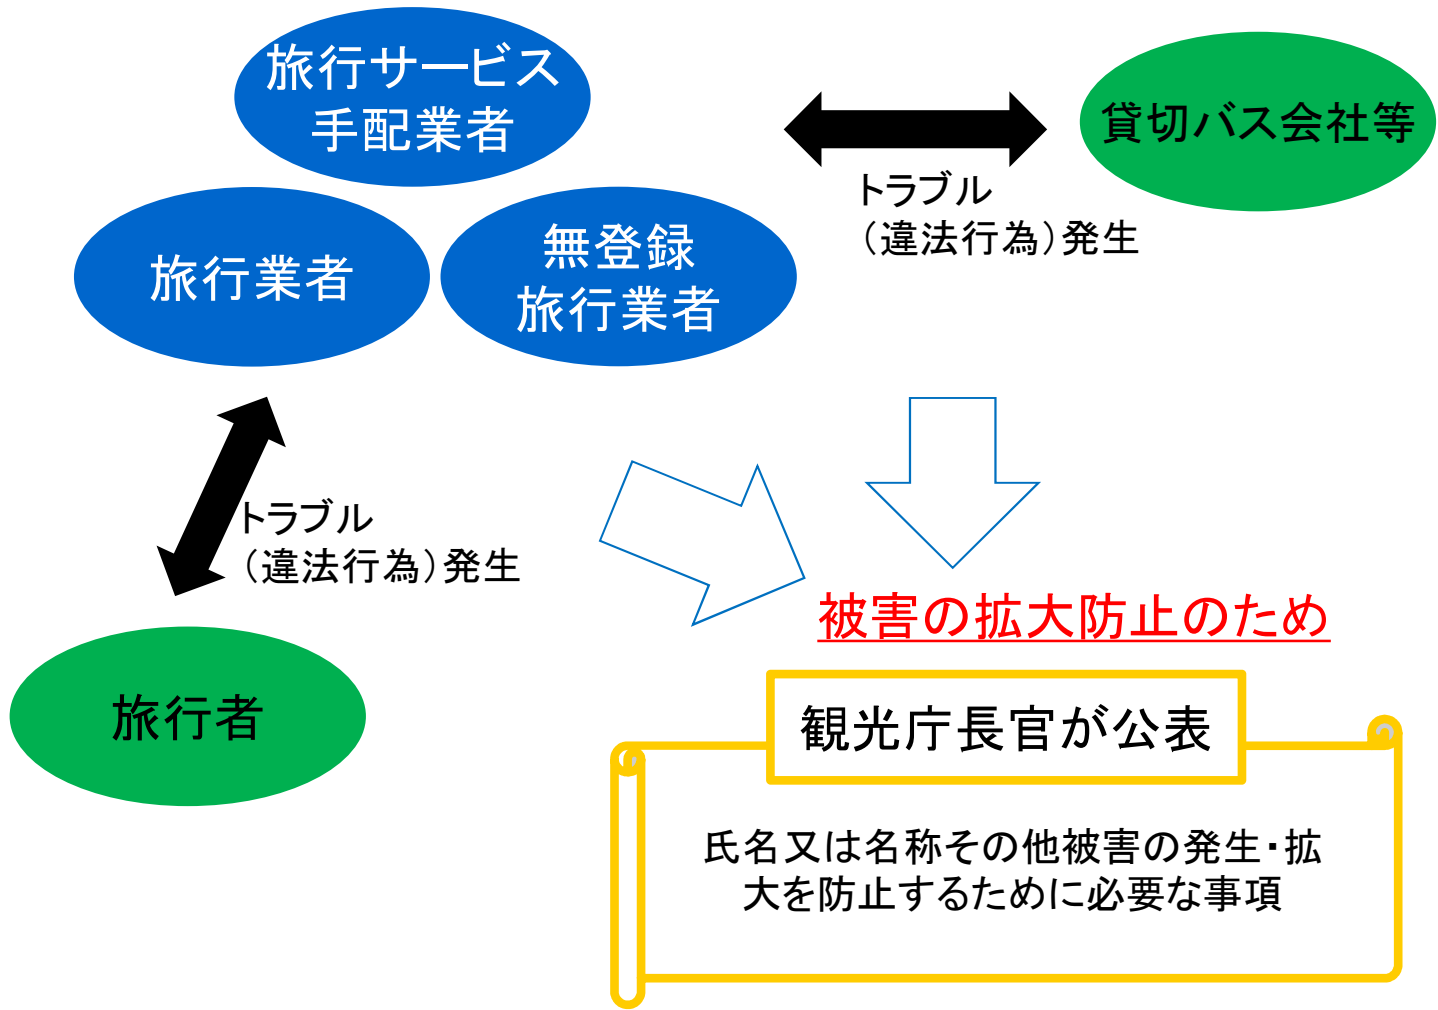 旅行サービス
手配業者
貸切バス会社等
トラブル
（違法行為）発生
旅行業者
無登録
旅行業者
トラブル
（違法行為）発生
被害の拡大防止のため
旅行者
観光庁長官が公表
氏名又は名称その他被害の発生・拡
大を防止するために必要な事項